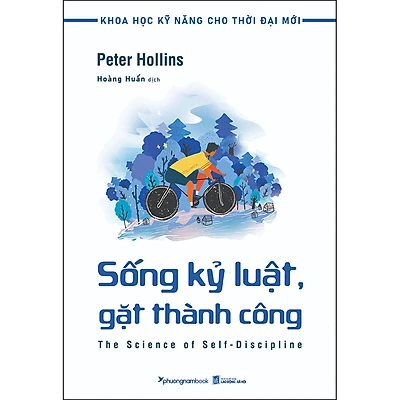 KHOA HỌC KỸ NĂNG CHO THỜI ĐẠI MỚI
Peter Hollins
Hoàng Huấn dịch
Sống kỷ luật,
gặt thành công
The Science of Self-Discipline
phuongnambook